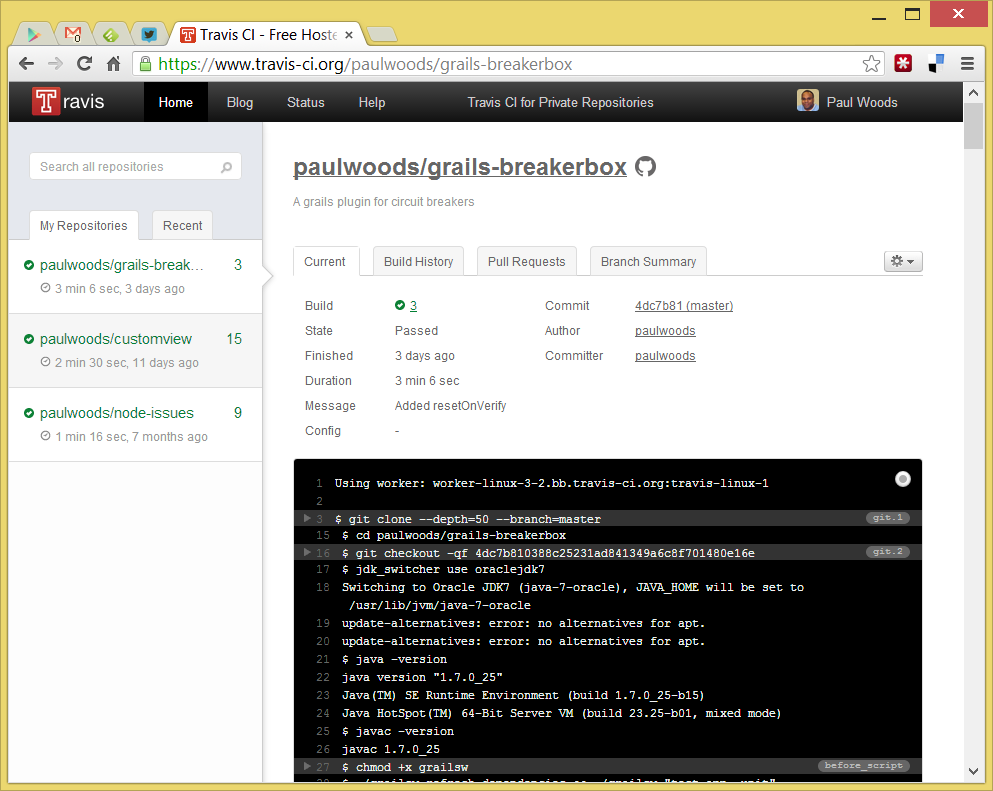 Travis CI - Free Hoste
https://www.travis-ci.org/paulwoods/grails-breakerbox
Travis Home Blog Status Help Travis CI for Private Repositories Paul Woods
Search all repositories
My Repositories Recent
paulwoods/grails-break... 3
3 min 6 sec, 3 days ago
paulwoods/customview 15
2 min 30 sec, 11 days ago
paulwoods/node-issues 9
1 min 16 sec, 7 months ago
paulwoods/grails-breakerbox
A grails plugin for circuit breakers
Current Build History Pull Requests Branch Summary
Build 3 Commit 4dc7b81 (master)
State Passed Author paulwoods
Finished 3 days ago Committer paulwoods
Duration 3 min 6 sec
Message Added resetOnVerify
Config -
1 Using worker: worker-linux-3-2.bb.travis-ci.org:travis-linux-1
2
3 $ git clone --depth=50 --branch=master git.1
15 $ cd paulwoods/grails-breakerbox
16 $ git checkout -qf 4dc7b810388c25231ad841349a6c8f701480e16e git.2
17 $ jdk_switcher use oraclejdk7
18 Switching to Oracle JDK7 (java-7-oracle), JAVA_HOME will be set to
/usr/lib/jvm/java-7-oracle
19 update-alternatives: error: no alternatives for apt.
20 update-alternatives: error: no alternatives for apt.
21 $ java -version
22 java version "1.7.0_25"
23 Java(TM) SE Runtime Environment (build 1.7.0_25-b15)
24 Java HotSpot(TM) 64-Bit Server VM (build 23.25-b01, mixed mode)
25 $ javac -version
26 javac 1.7.0_25
27 $ chmod +x grailsw before_script